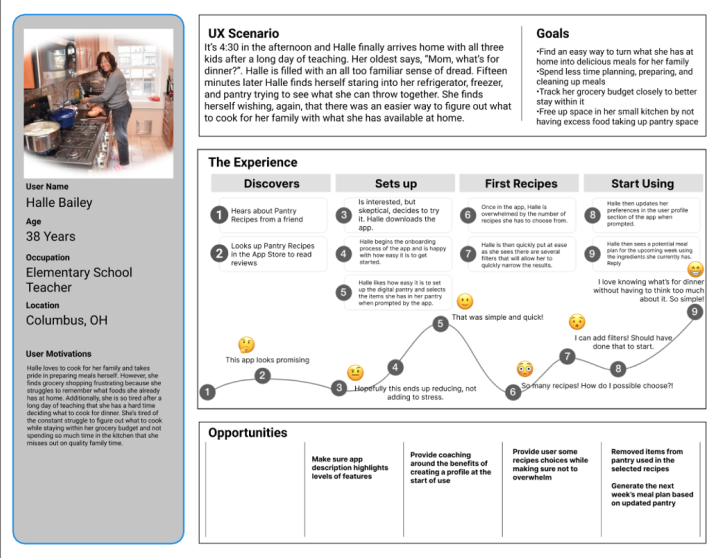 User Name
Halle Bailey
Age
38 Years
Occupation
Elementary School
Teacher
Location
Columbus, OH
User Motivations
Halle loves to cook for her family and takes
pride in preparing meals herself. However, she
finds grocery shopping frustrating because she
struggles to remember what foods she already
has at home. Additionally, she is so tired after a
long day of teaching that she has a hard time
deciding what to cook for dinner. She's tired of
the constant struggle to figure out what to cook
while staying within her grocery budget and not
spending so much time in the kitchen that she
misses out on quality family time.
UX Scenario
It's 4:30 in the afternoon and Halle finally arrives home with all three
kids after a long day of teaching. Her oldest says, "Mom, what's for
dinner?". Halle is filled with an all too familiar sense of dread. Fifteen
minutes later Halle finds herself staring into her refrigerator, freezer,
and pantry trying to see what she can throw together. She finds
herself wishing, again, that there was an easier way to figure out what
to cook for her family with what she has available at home.
Goals
•Find an easy way to turn what she has at
home into delicious meals for her family
•Spend less time planning, preparing, and
cleaning up meals
•Track her grocery budget closely to better
stay within it
•Free up space in her small kitchen by not
having excess food taking up pantry space
The Experience
Discovers
1
Hears about Pantry
Recipes from a friend
2
Looks up Pantry Recipes
in the App Store to read
reviews
Sets up
3
Is interested, but
skeptical, decides to try
it. Halle downloads the
app.
4
Halle begins the onboarding
process of the app and is happy
with how easy it is to get
started.
5
Halle likes how easy it is to set
up the digital pantry and selects
the items she has in her pantry
when prompted by the app.
First Recipes
6
Once in the app, Halle is
overwhelmed by the number of
recipes she has to choose from.
7
Halle is then quickly put at ease
as she sees there are several
filters that will allow her to
quickly narrow the results.
Start Using
8
Halle then updates her
preferences in the user profile
section of the app when
prompted.
9
Halle then sees a potential meal
plan for the upcoming week using
the ingredients she currently has.
Reply
1
This app looks promising
2
3
Hopefully this ends up reducing, not
adding to stress.
4
5
That was simple and quick!
6
So many recipes! How do I possible choose?!
7
I can add filters! Should have
done that to start.
8
I love knowing what's for dinner
without having to think too much
about it. So simple!
9
Opportunities
Make sure app
description highlights
levels of features
Provide coaching
around the benefits of
creating a profile at the
start of use
Provide user some
recipes choices while
making sure not to
overwhelm
Removed items from
pantry used in the
selected recipes
Generate the next
week's meal plan based
on updated pantry